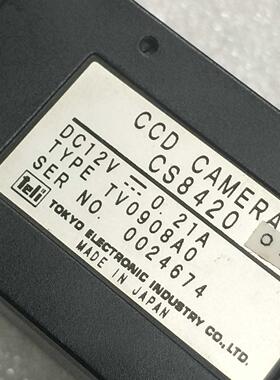 CCD CAMERA
CS8420
DC12V ⎓ 0.21A
TYPE TV0908A0
SER NO. 0024674
teli TOKYO ELECTRONIC INDUSTRY CO., LTD.
MADE IN JAPAN